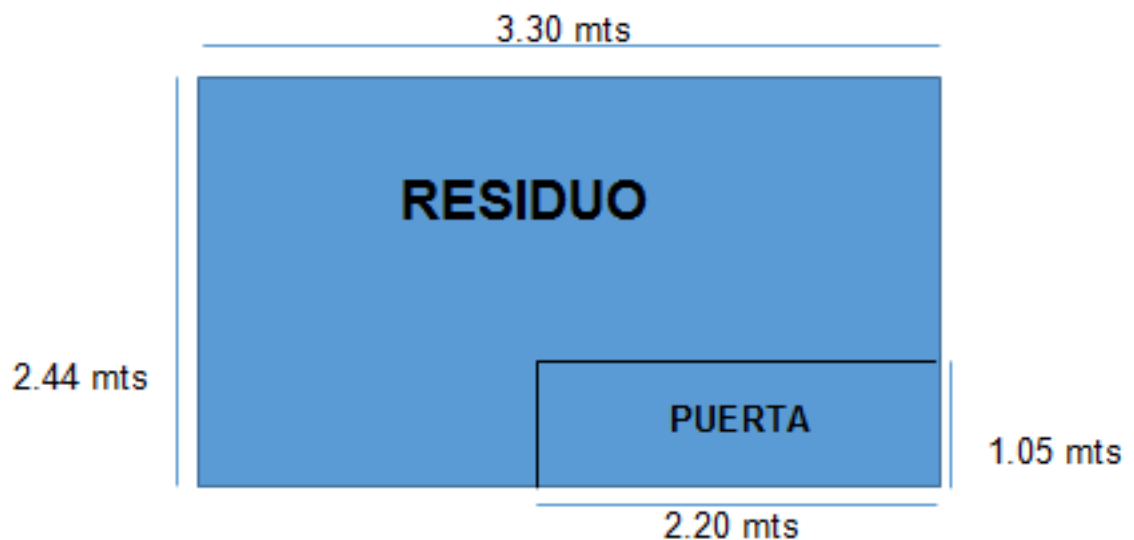 3.30 mts
RESIDUO
2.44 mts
PUERTA
1.05 mts
2.20 mts